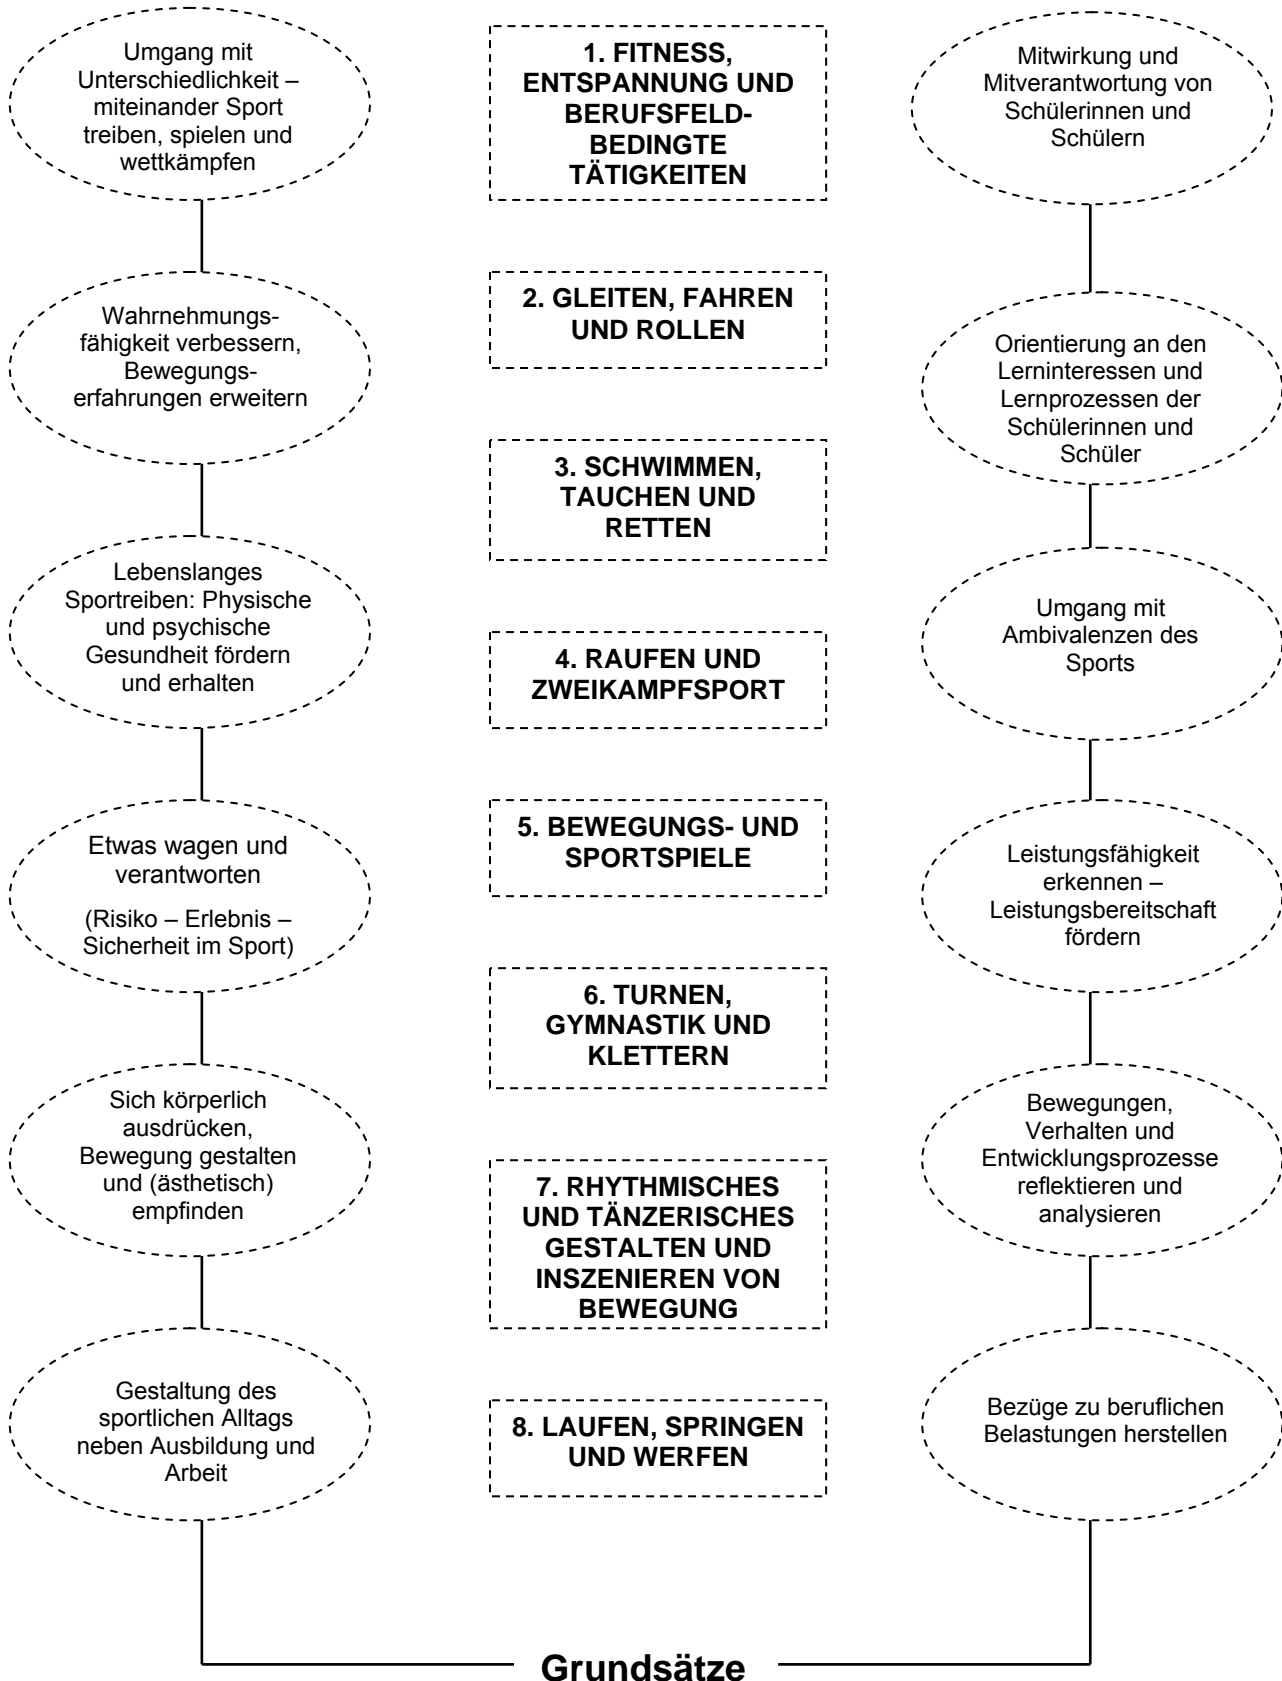 Umgang mit
Unterschiedlichkeit –
miteinander Sport
treiben, spielen und
wettkämpfen
Wahrnehmungs-
fähigkeit verbessern,
Bewegungs-
erfahrungen erweitern
Lebenslanges
Sportreiben: Physische
und psychische
Gesundheit fördern
und erhalten
Etwas wagen und
verantworten
(Risiko – Erlebnis –
Sicherheit im Sport)
Sich körperlich
ausdrücken,
Bewegung gestalten
und (ästhetisch)
empfinden
Gestaltung des
sportlichen Alltags
neben Ausbildung und
Arbeit
1. FITNESS,
ENTSPANNUNG UND
BERUFSFELD-
BEDINGTE
TÄTIGKEITEN
2. GLEITEN, FAHREN
UND ROLLEN
3. SCHWIMMEN,
TAUCHEN UND
RETTEN
4. RAUFEN UND
ZWEIKAMPFSPORT
5. BEWEGUNGS- UND
SPORTSPIELE
6. TURNEN,
GYMNASTIK UND
KLETTERN
7. RHYTHMISCHES
UND TÄNZERISCHES
GESTALTEN UND
INSZENIEREN VON
BEWEGUNG
8. LAUFEN, SPRINGEN
UND WERFEN
Mitwirkung und
Mitverantwortung von
Schülerinnen und
Schülern
Orientierung an den
Lerninteressen und
Lernprozessen der
Schülerinnen und
Schüler
Umgang mit
Ambivalenzen des
Sports
Leistungsfähigkeit
erkennen –
Leistungsbereitschaft
fördern
Bewegungen,
Verhalten und
Entwicklungsprozesse
reflektieren und
analysieren
Bezüge zu beruflichen
Belastungen herstellen
Grundsätze